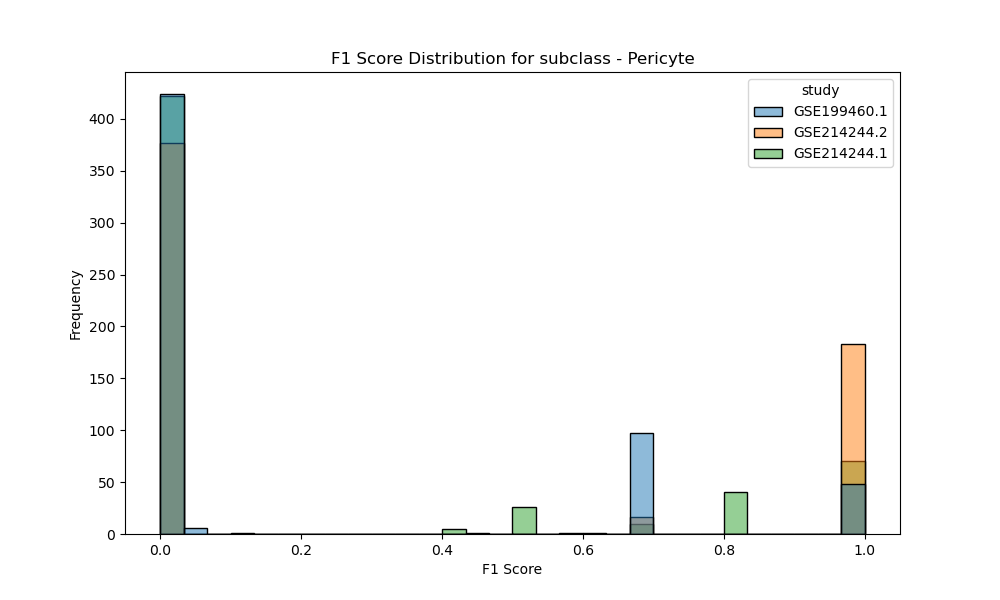 F1 Score Distribution for subclass - Pericyte
study
GSE199460.1
GSE214244.2
GSE214244.1
Frequency
400
350
300
250
200
150
100
50
0
0.0 0.2 0.4 0.6 0.8 1.0
F1 Score